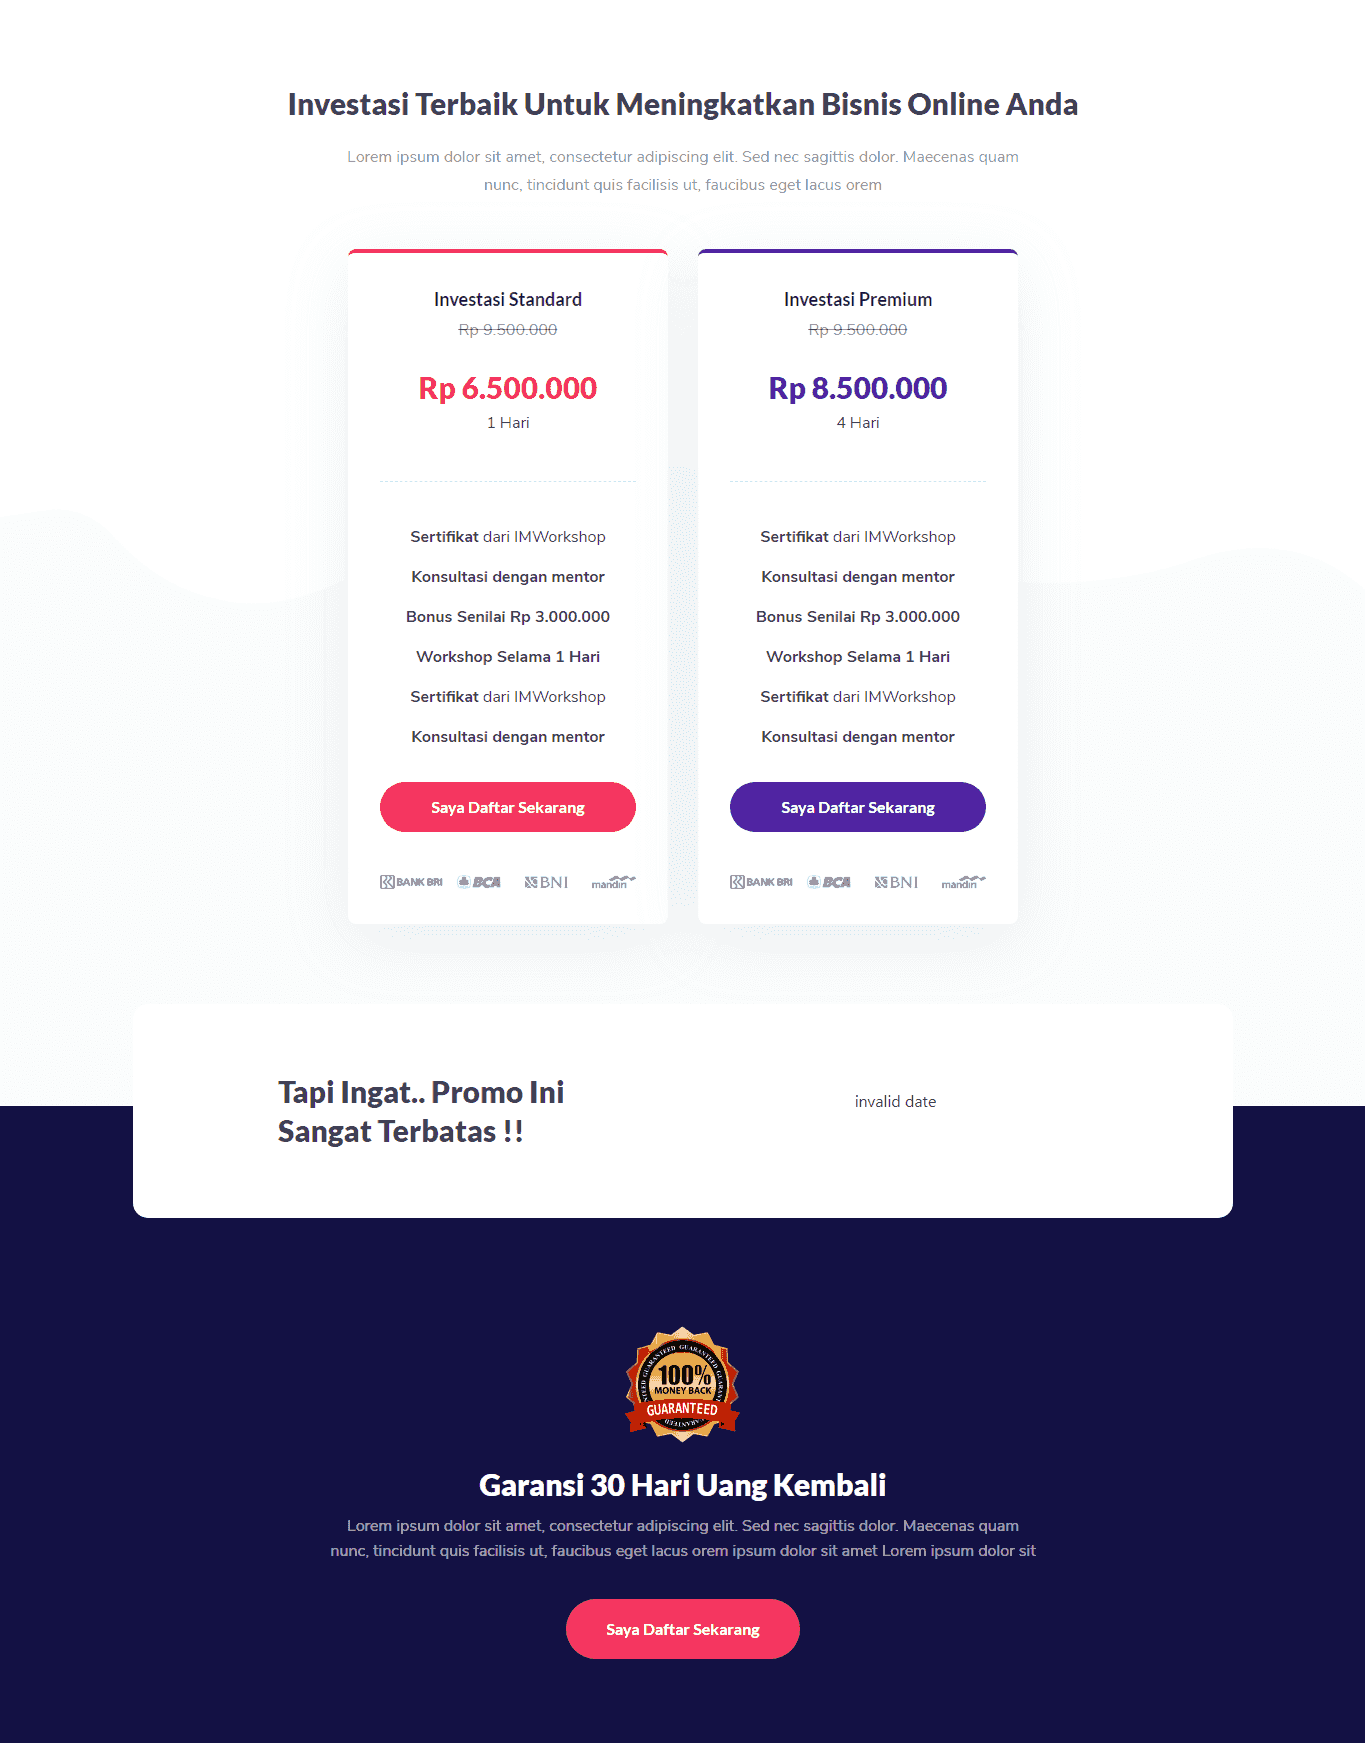 Investasi Terbaik Untuk Meningkatkan Bisnis Online Anda
Lorem ipsum dolor sit amet, consectetur adipiscing elit. Sed nec sagittis dolor. Maecenas quam
nunc, tincidunt quis facilisis ut, faucibus eget lacus orem
Investasi Standard
Rp 9.500.000
Rp 6.500.000
1 Hari
Sertifikat dari IMWorkshop
Konsultasi dengan mentor
Bonus Senilai Rp 3.000.000
Workshop Selama 1 Hari
Sertifikat dari IMWorkshop
Konsultasi dengan mentor
Saya Daftar Sekarang
BANK BRI BCA BNI mandiri
Investasi Premium
Rp 9.500.000
Rp 8.500.000
4 Hari
Sertifikat dari IMWorkshop
Konsultasi dengan mentor
Bonus Senilai Rp 3.000.000
Workshop Selama 1 Hari
Sertifikat dari IMWorkshop
Konsultasi dengan mentor
Saya Daftar Sekarang
BANK BRI BCA BNI mandiri
Tapi Ingat.. Promo Ini
Sangat Terbatas !!
invalid date
GUARANTEED GUARANTEED GUARANTEED
100%
MONEY BACK
GUARANTEED
GUARANTEED
Garansi 30 Hari Uang Kembali
Lorem ipsum dolor sit amet, consectetur adipiscing elit. Sed nec sagittis dolor. Maecenas quam
nunc, tincidunt quis facilisis ut, faucibus eget lacus orem ipsum dolor sit amet Lorem ipsum dolor sit
Saya Daftar Sekarang